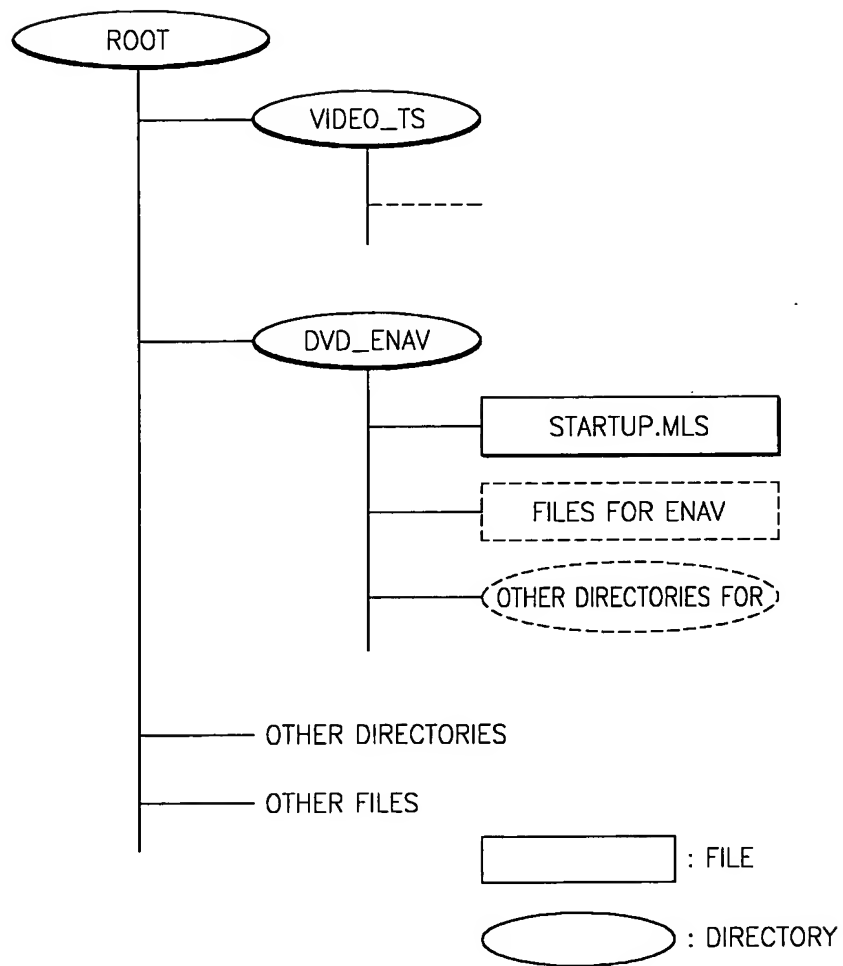 ROOT
VIDEO_TS
DVD_ENAV
STARTUP.MLS
FILES FOR ENAV
OTHER DIRECTORIES FOR
OTHER DIRECTORIES
OTHER FILES
: FILE
: DIRECTORY